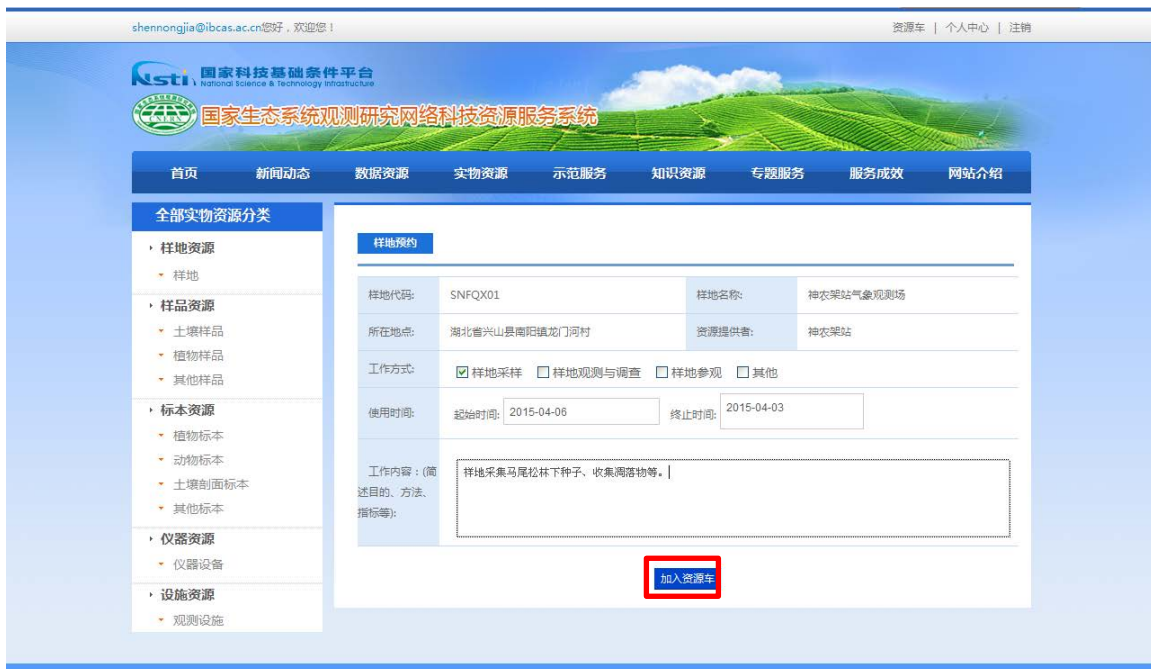 shennongjia@ibcas.ac.cn您好，欢迎您！
资源车 | 个人中心 | 注销
Nsti 国家科技基础条件平台
National Science & Technology Infrastructure
CNERN 国家生态系统观测研究网络科技资源服务系统
首页 新闻动态 数据资源 实物资源 示范服务 知识资源 专题服务 服务成效 网站介绍
全部实物资源分类
样地资源
样地
样品资源
土壤样品
植物样品
其他样品
标本资源
植物标本
动物标本
土壤剖面标本
其他标本
仪器资源
仪器设备
设施资源
观测设施
样地预约
样地代码: SNFQX01 样地名称: 神农架站气象观测场
所在地点: 湖北省兴山县南阳镇龙门河村 资源提供者: 神农架站
工作方式: 样地采样 样地观测与调查 样地参观 其他
使用时间: 起始时间: 2015-04-06 终止时间: 2015-04-03
工作内容：(简
述目的、方法、
指标等):
样地采集马尾松林下种子、收集凋落物等。
加入资源车